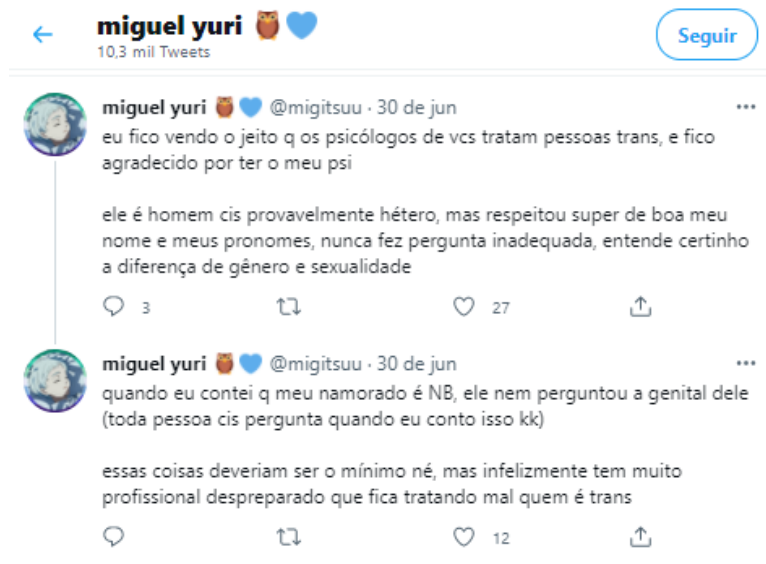 miguel yuri 🦉💙
10,3 mil Tweets
Seguir
miguel yuri 🦉💙 @migitsuu · 30 de jun
eu fico vendo o jeito q os psicólogos de vcs tratam pessoas trans, e fico
agradecido por ter o meu psi
ele é homem cis provavelmente hétero, mas respeitou super de boa meu
nome e meus pronomes, nunca fez pergunta inadequada, entende certinho
a diferença de gênero e sexualidade
3 27
miguel yuri 🦉💙 @migitsuu · 30 de jun
quando eu contei q meu namorado é NB, ele nem perguntou a genital dele
(toda pessoa cis pergunta quando eu conto isso kk)
essas coisas deveriam ser o mínimo né, mas infelizmente tem muito
profissional despreparado que fica tratando mal quem é trans
12